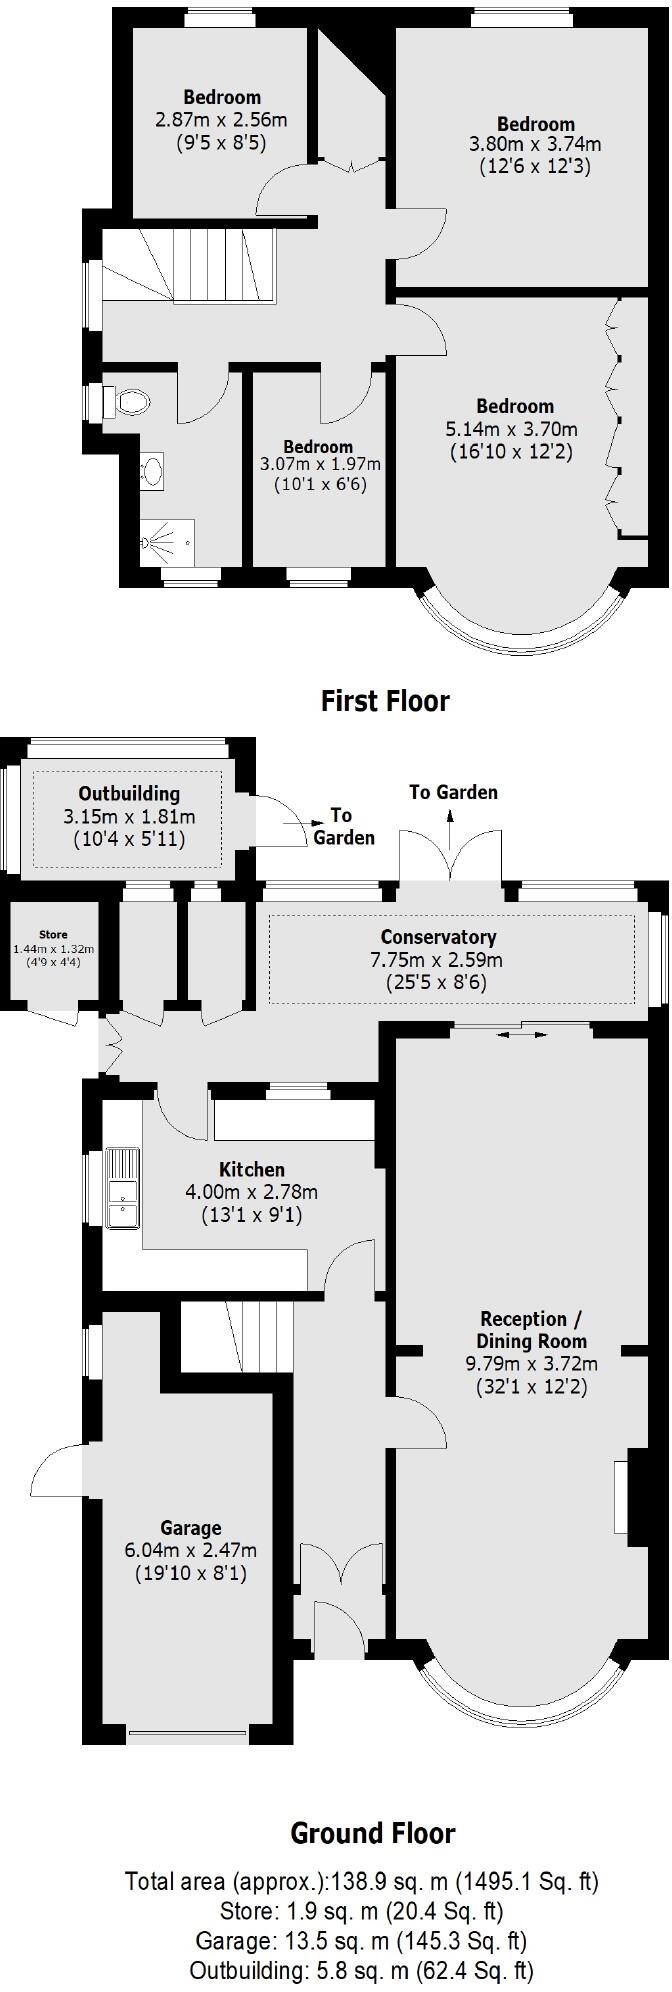 Bedroom
2.87m x 2.56m
(9'5 x 8'5)
Bedroom
3.80m x 3.74m
(12'6 x 12'3)
Bedroom
5.14m x 3.70m
(16'10 x 12'2)
Bedroom
3.07m x 1.97m
(10'1 x 6'6)
First Floor
Outbuilding
3.15m x 1.81m
(10'4 x 5'11)
To
Garden
To Garden
Store
1.44m x 1.32m
(4'9 x 4'4)
Conservatory
7.75m x 2.59m
(25'5 x 8'6)
Kitchen
4.00m x 2.78m
(13'1 x 9'1)
Reception /
Dining Room
9.79m x 3.72m
(32'1 x 12'2)
Garage
6.04m x 2.47m
(19'10 x 8'1)
Ground Floor
Total area (approx.):138.9 sq. m (1495.1 Sq. ft)
Store: 1.9 sq. m (20.4 Sq. ft)
Garage: 13.5 sq. m (145.3 Sq. ft)
Outbuilding: 5.8 sq. m (62.4 Sq. ft)